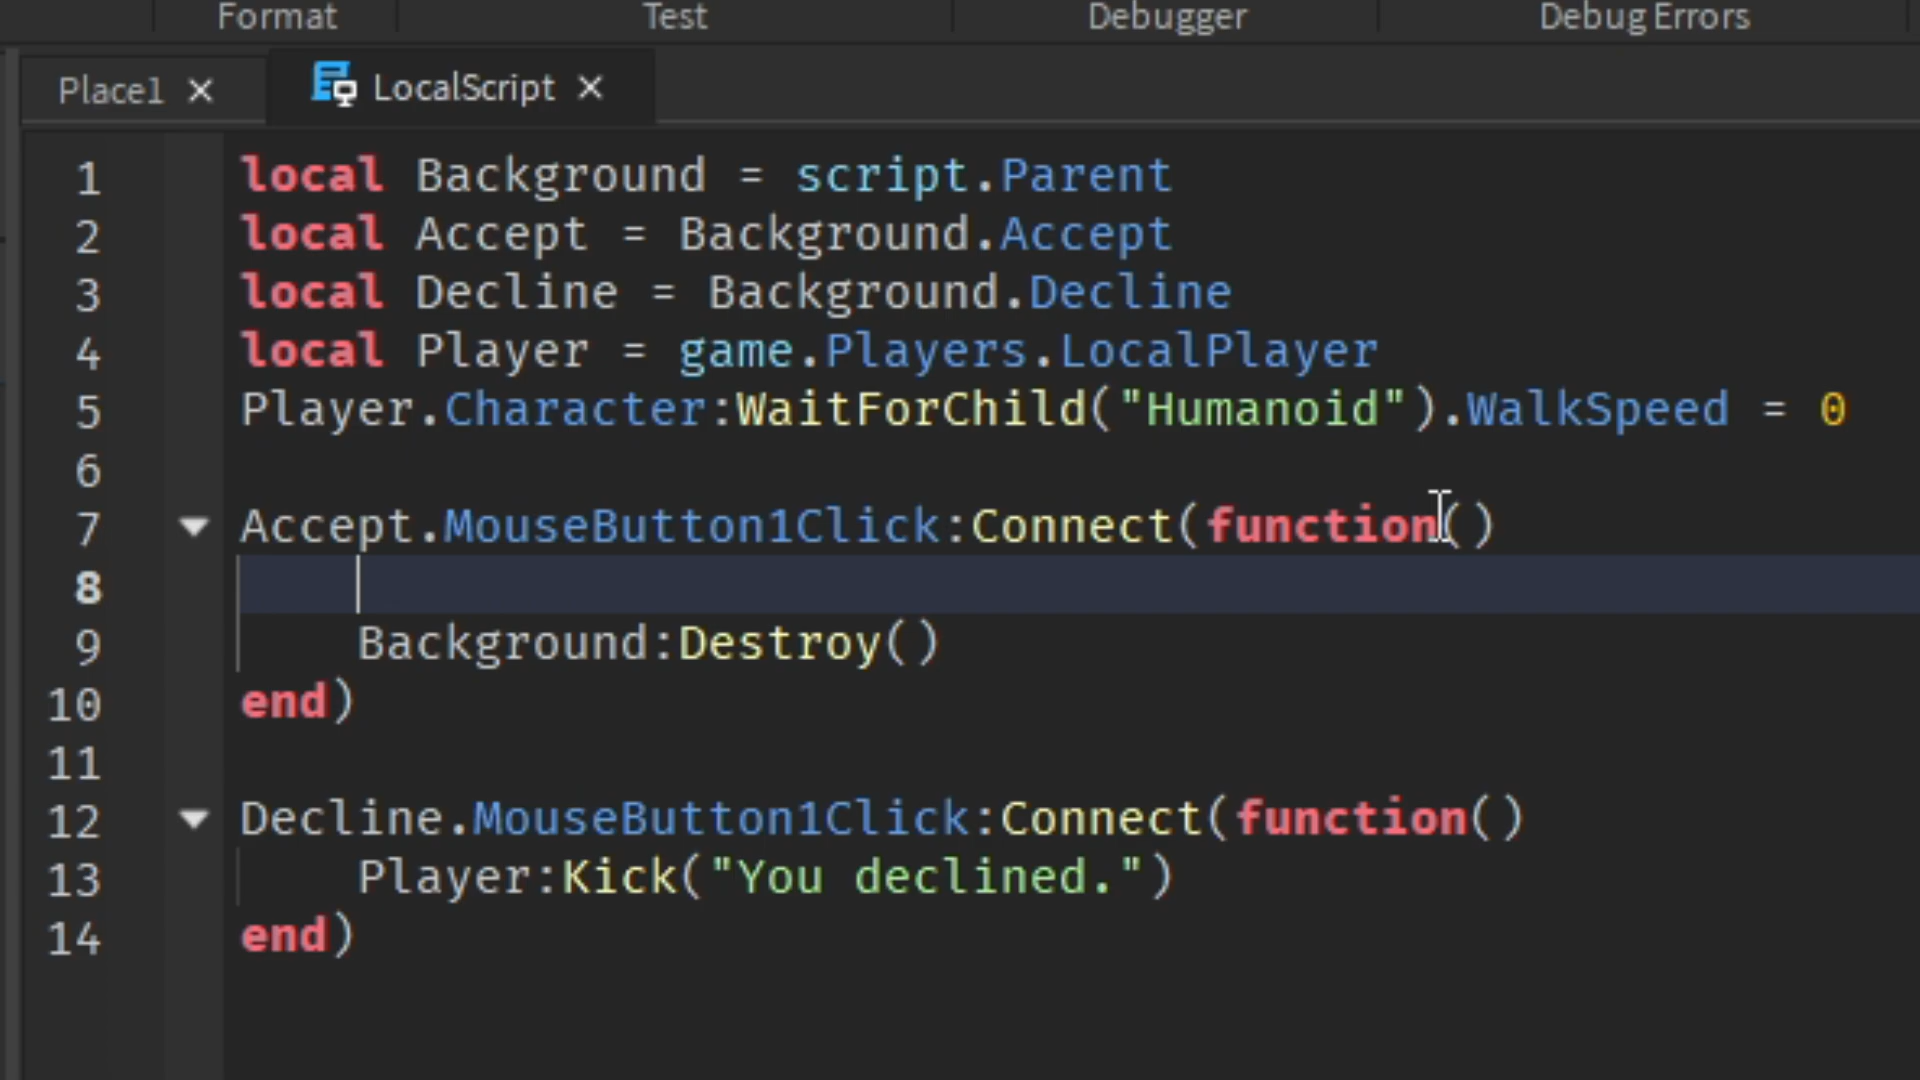 Format Test Debugger Debug Errors
Place1 × LocalScript ×
1 local Background = script.Parent
2 local Accept = Background.Accept
3 local Decline = Background.Decline
4 local Player = game.Players.LocalPlayer
5 Player.Character:WaitForChild("Humanoid").WalkSpeed = 0
6
7 Accept.MouseButton1Click:Connect(function()
8
9 Background:Destroy()
10 end)
11
12 Decline.MouseButton1Click:Connect(function()
13 Player:Kick("You declined.")
14 end)